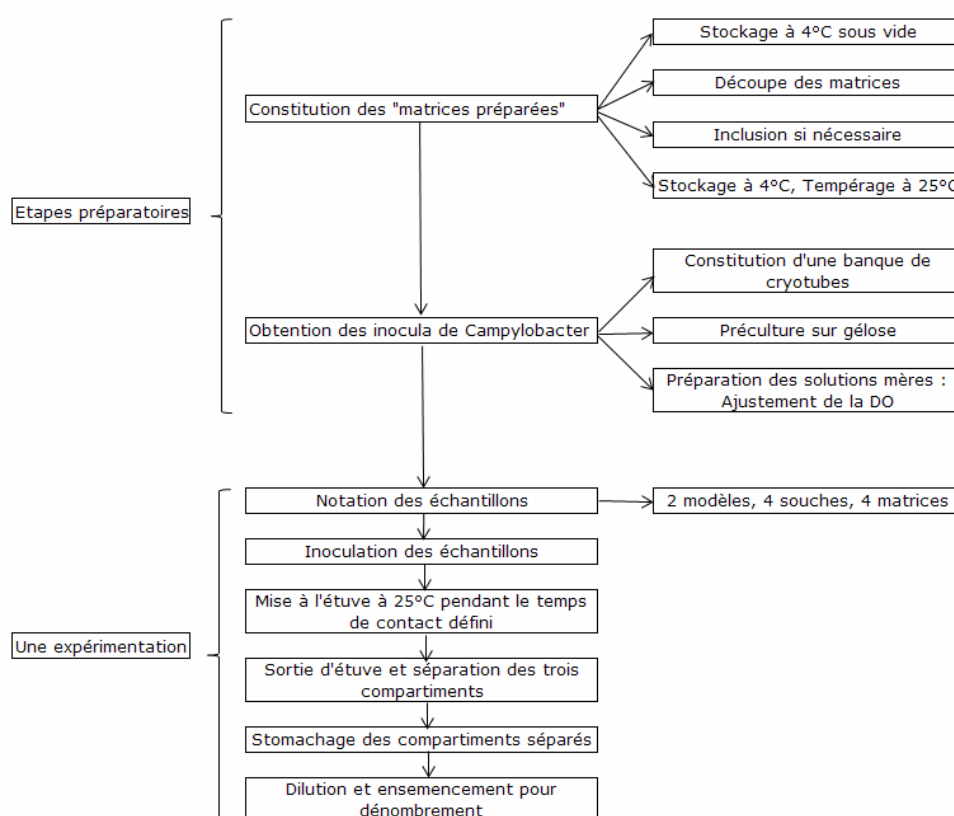 Etapes préparatoires
Constitution des "matrices préparées"
Stockage à 4ºC sous vide
Découpe des matrices
Inclusion si nécessaire
Stockage à 4ºC, Tempérage à 25ºC
Obtention des inocula de Campylobacter
Constitution d'une banque de
cryotubes
Préculture sur gélose
Préparation des solutions mères :
Ajustement de la DO
Une expérimentation
Notation des échantillons
2 modèles, 4 souches, 4 matrices
Inoculation des échantillons
Mise à l'étuve à 25ºC pendant le temps
de contact défini
Sortie d'étuve et séparation des trois
compartiments
Stomachage des compartiments séparés
Dilution et ensemencement pour
dénombrement